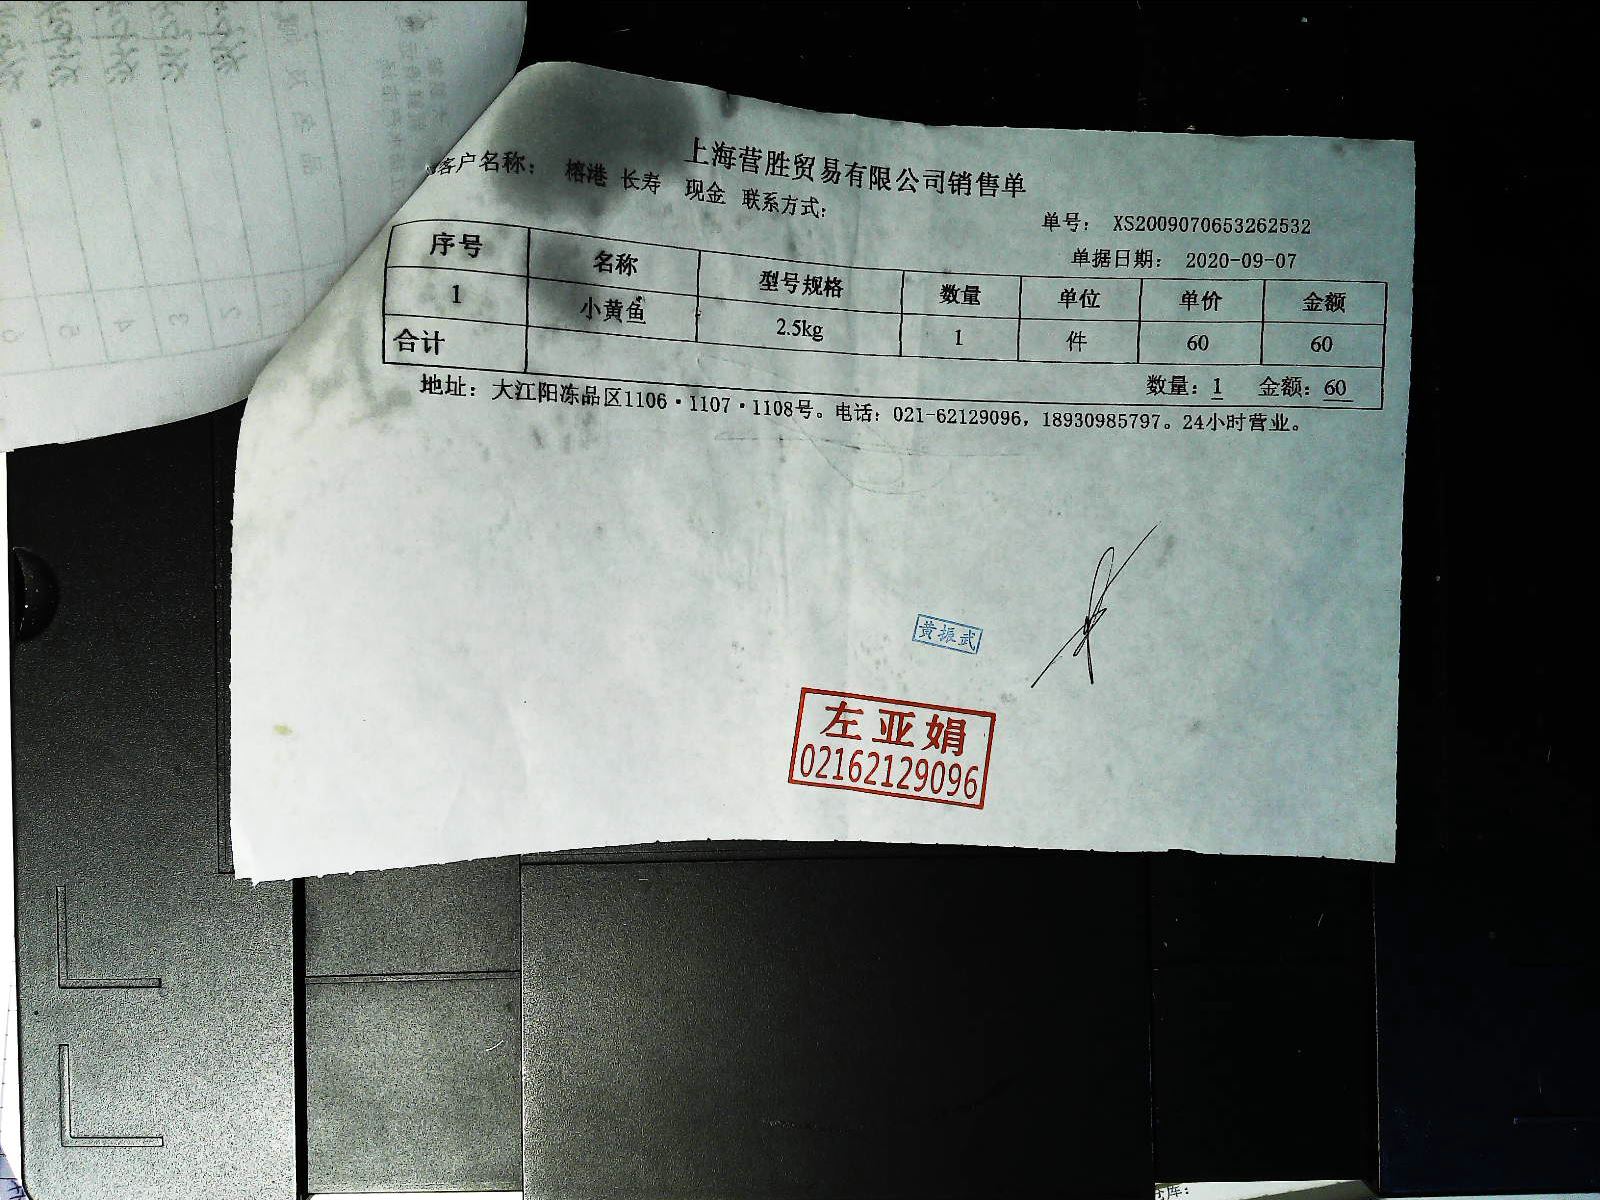 上海营胜贸易有限公司销售单
客户名称： 榕港 长寿 现金 联系方式：
单号： XS2009070653262532
单据日期： 2020-09-07
序号 名称 型号规格 数量 单位 单价 金额
1 小黄鱼 2.5kg 1 件 60 60
合计 数量：1 金额：60
地址：大江阳冻品区1106·1107·1108号。电话：021-62129096，18930985797。24小时营业。
黄振武
左亚娟
02162129096
库：